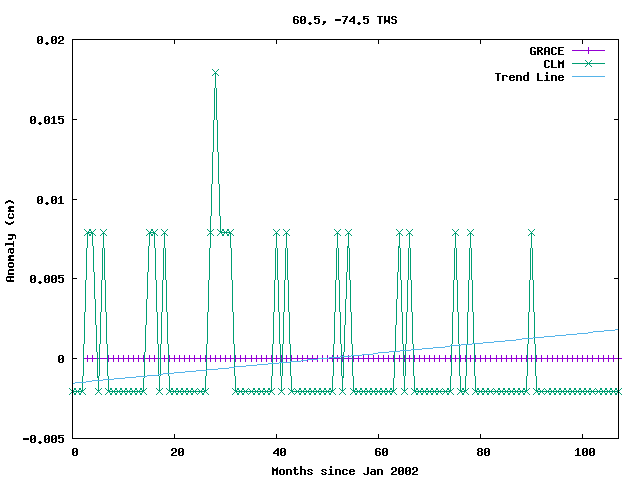 60.5, -74.5 TWS
GRACE
CLM
Trend Line
0.02
0.015
0.01
0.005
0
-0.005
Anomaly (cm)
0 20 40 60 80 100
Months since Jan 2002